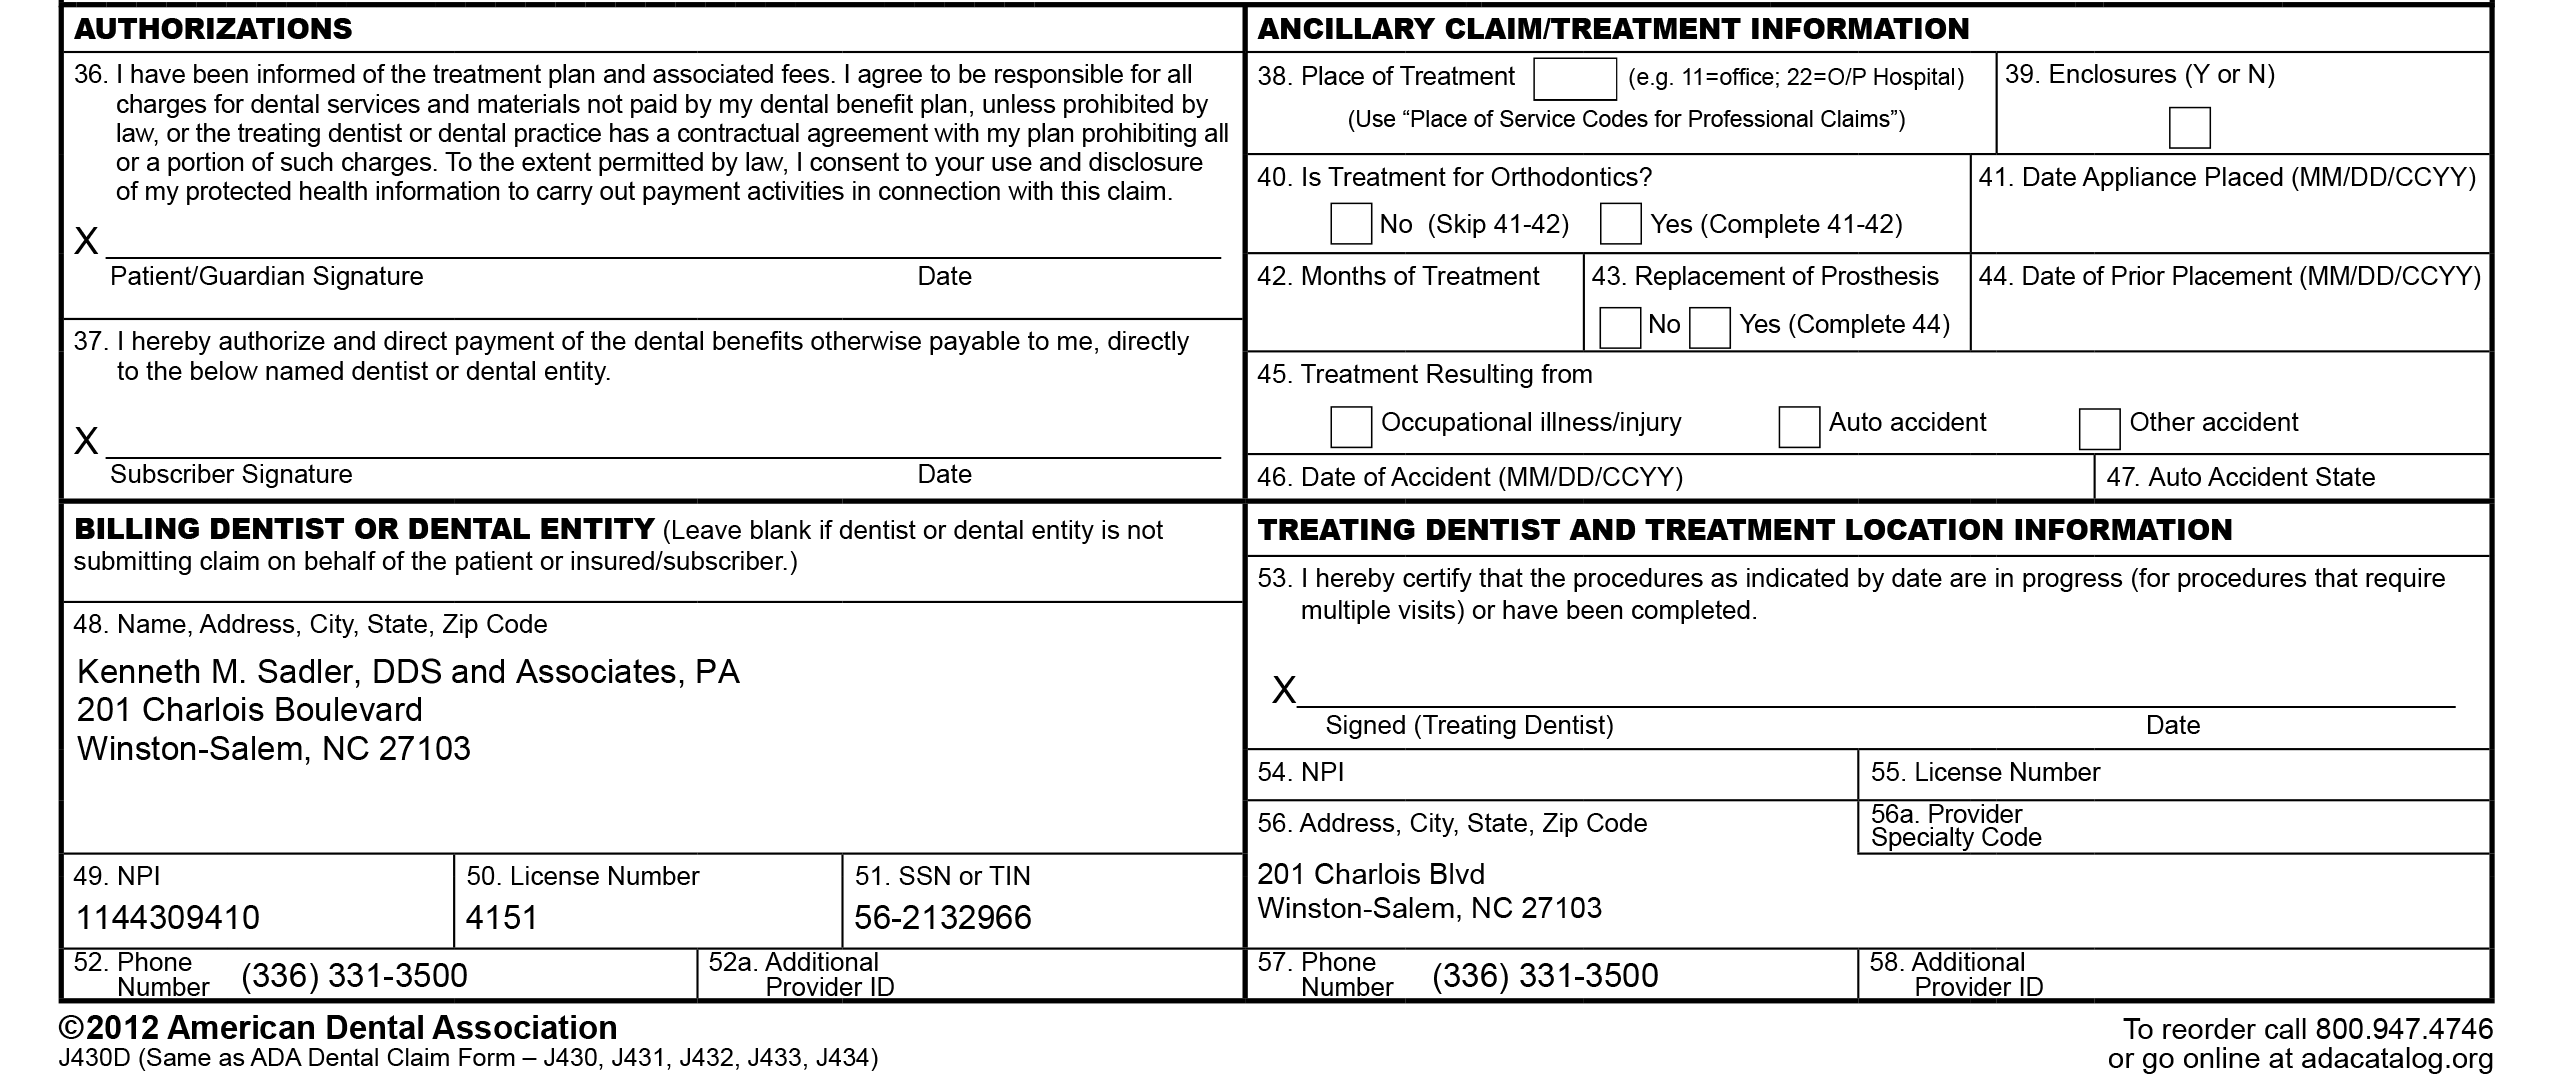 AUTHORIZATIONS
36. I have been informed of the treatment plan and associated fees. I agree to be responsible for all
charges for dental services and materials not paid by my dental benefit plan, unless prohibited by
law, or the treating dentist or dental practice has a contractual agreement with my plan prohibiting all
or a portion of such charges. To the extent permitted by law, I consent to your use and disclosure
of my protected health information to carry out payment activities in connection with this claim.
X
Patient/Guardian Signature Date
37. I hereby authorize and direct payment of the dental benefits otherwise payable to me, directly
to the below named dentist or dental entity.
X
Subscriber Signature Date
ANCILLARY CLAIM/TREATMENT INFORMATION
38. Place of Treatment (e.g. 11=office; 22=O/P Hospital)
(Use “Place of Service Codes for Professional Claims”)
39. Enclosures (Y or N)
40. Is Treatment for Orthodontics?
No (Skip 41-42) Yes (Complete 41-42)
41. Date Appliance Placed (MM/DD/CCYY)
42. Months of Treatment
43. Replacement of Prosthesis
No Yes (Complete 44)
44. Date of Prior Placement (MM/DD/CCYY)
45. Treatment Resulting from
Occupational illness/injury Auto accident Other accident
46. Date of Accident (MM/DD/CCYY)
47. Auto Accident State
BILLING DENTIST OR DENTAL ENTITY (Leave blank if dentist or dental entity is not
submitting claim on behalf of the patient or insured/subscriber.)
48. Name, Address, City, State, Zip Code
Kenneth M. Sadler, DDS and Associates, PA
201 Charlois Boulevard
Winston-Salem, NC 27103
49. NPI
1144309410
50. License Number
4151
51. SSN or TIN
56-2132966
52. Phone
Number (336) 331-3500
52a. Additional
Provider ID
TREATING DENTIST AND TREATMENT LOCATION INFORMATION
53. I hereby certify that the procedures as indicated by date are in progress (for procedures that require
multiple visits) or have been completed.
X
Signed (Treating Dentist) Date
54. NPI
55. License Number
56. Address, City, State, Zip Code
56a. Provider
Specialty Code
201 Charlois Blvd
Winston-Salem, NC 27103
57. Phone
Number (336) 331-3500
58. Additional
Provider ID
©2012 American Dental Association
J430D (Same as ADA Dental Claim Form – J430, J431, J432, J433, J434)
To reorder call 800.947.4746
or go online at adacatalog.org